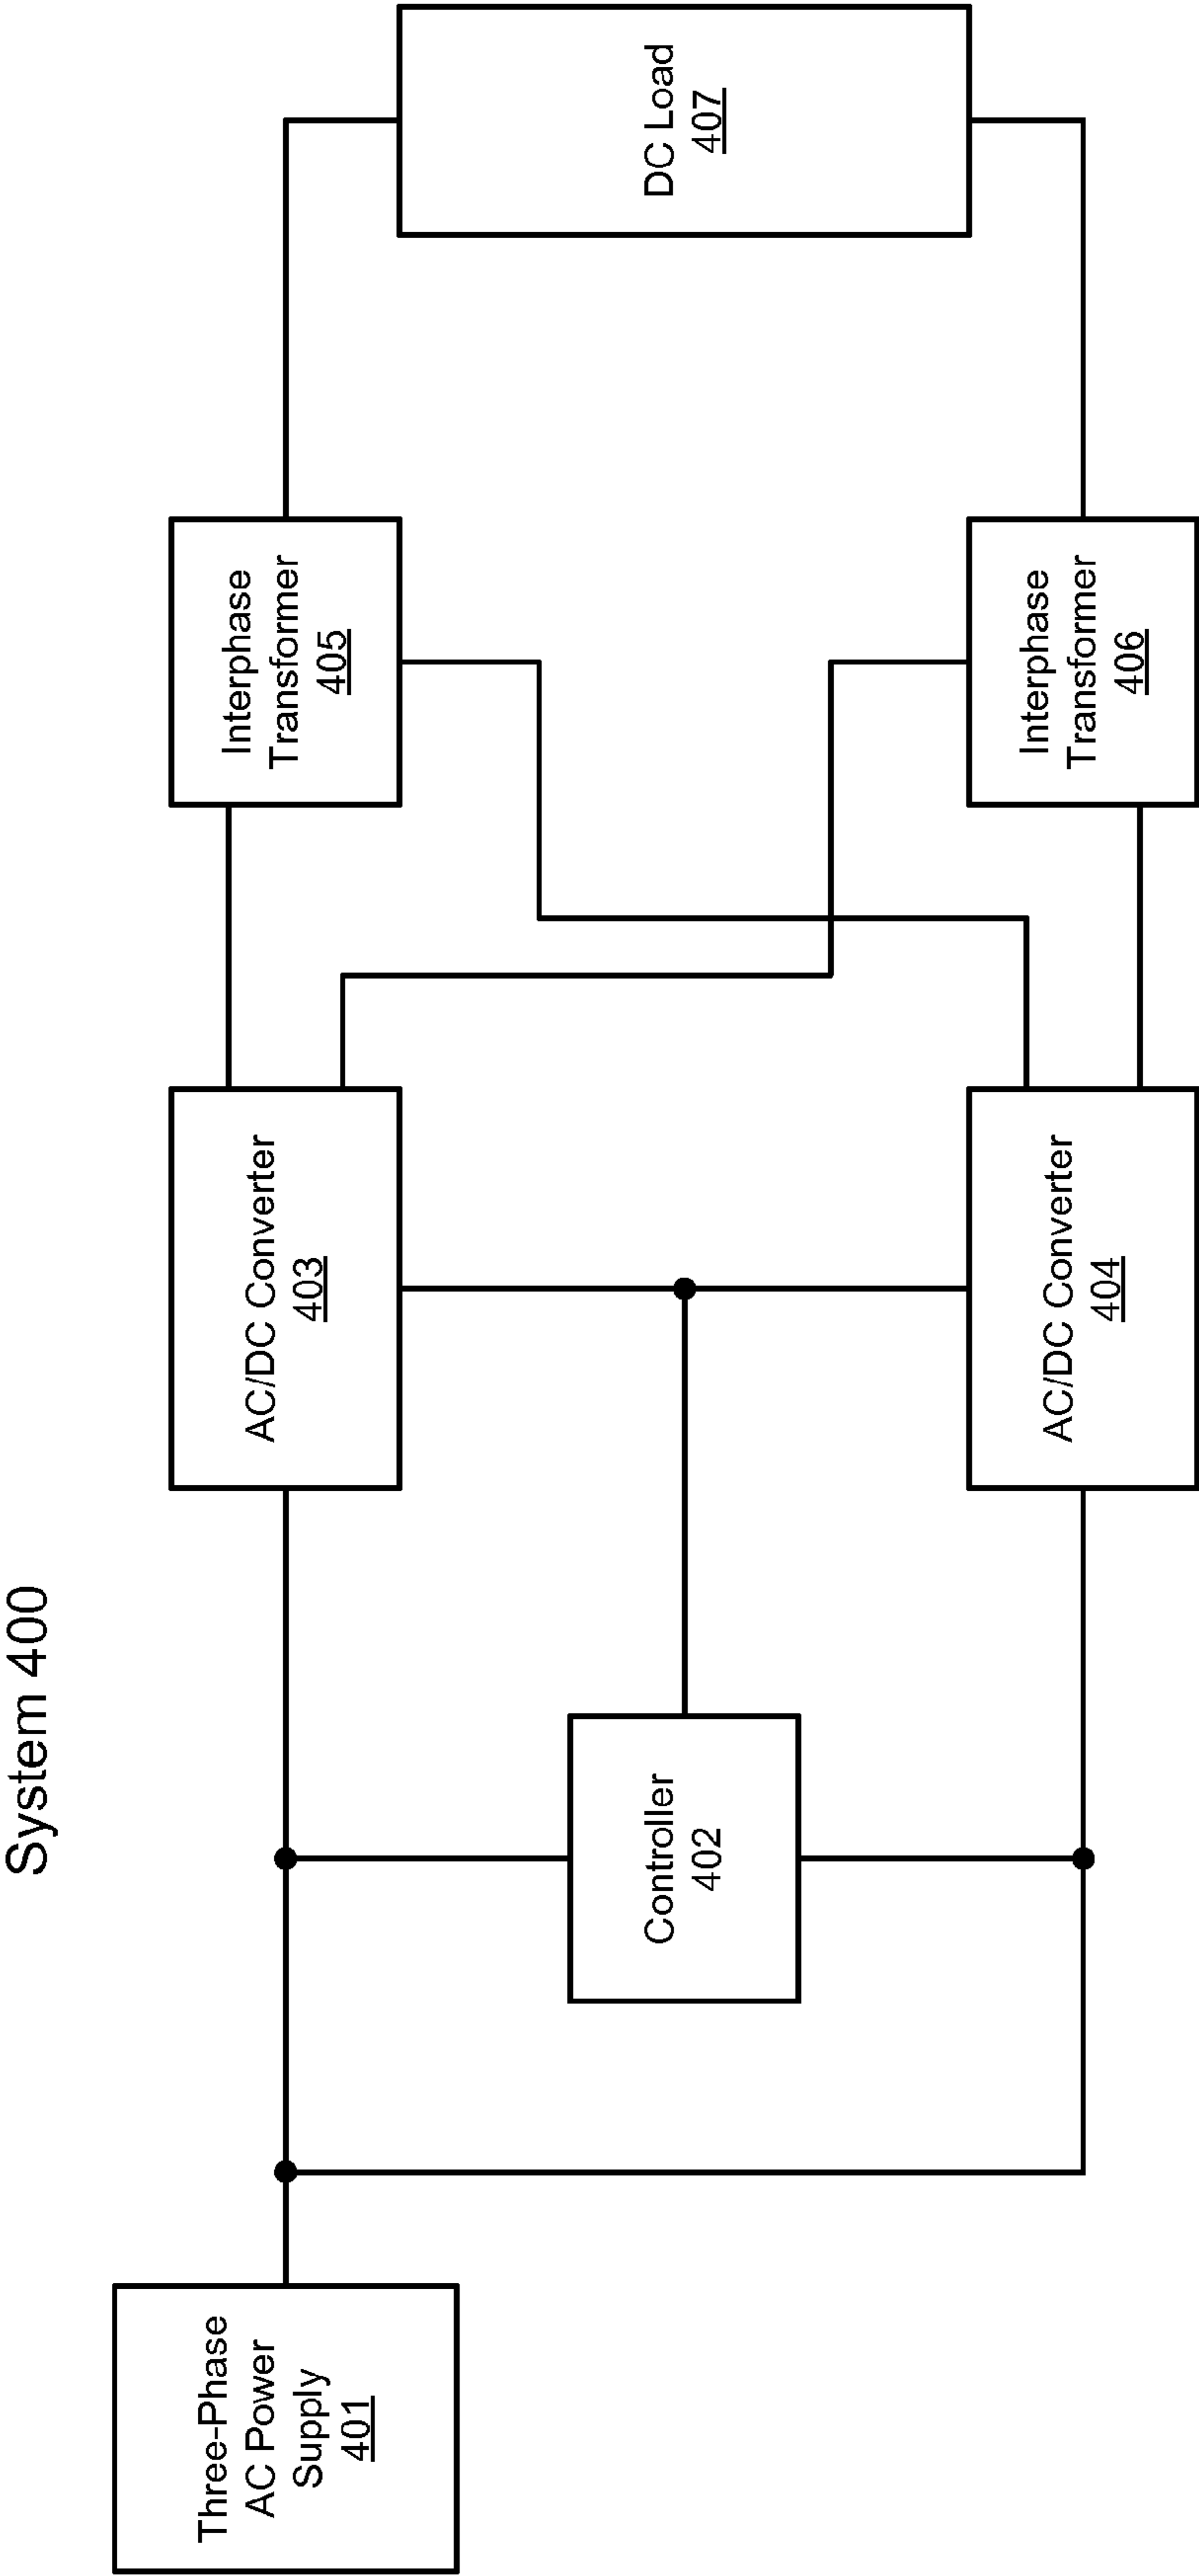 System 400
Three-Phase
AC Power
Supply
401
Controller
402
AC/DC Converter
403
AC/DC Converter
404
Interphase
Transformer
405
Interphase
Transformer
406
DC Load
407